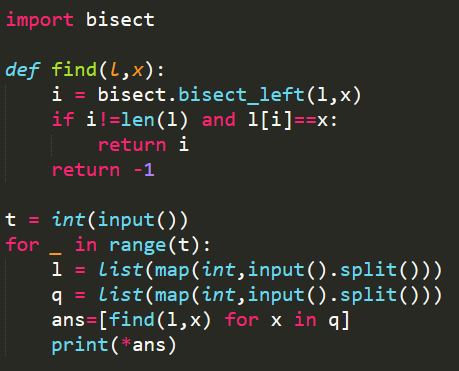 import bisect
def find(l,x):
i = bisect.bisect_left(l,x)
if i!=len(l) and l[i]==x:
return i
return -1
t = int(input())
for _ in range(t):
l = list(map(int,input().split()))
q = list(map(int,input().split()))
ans=[find(l,x) for x in q]
print(*ans)